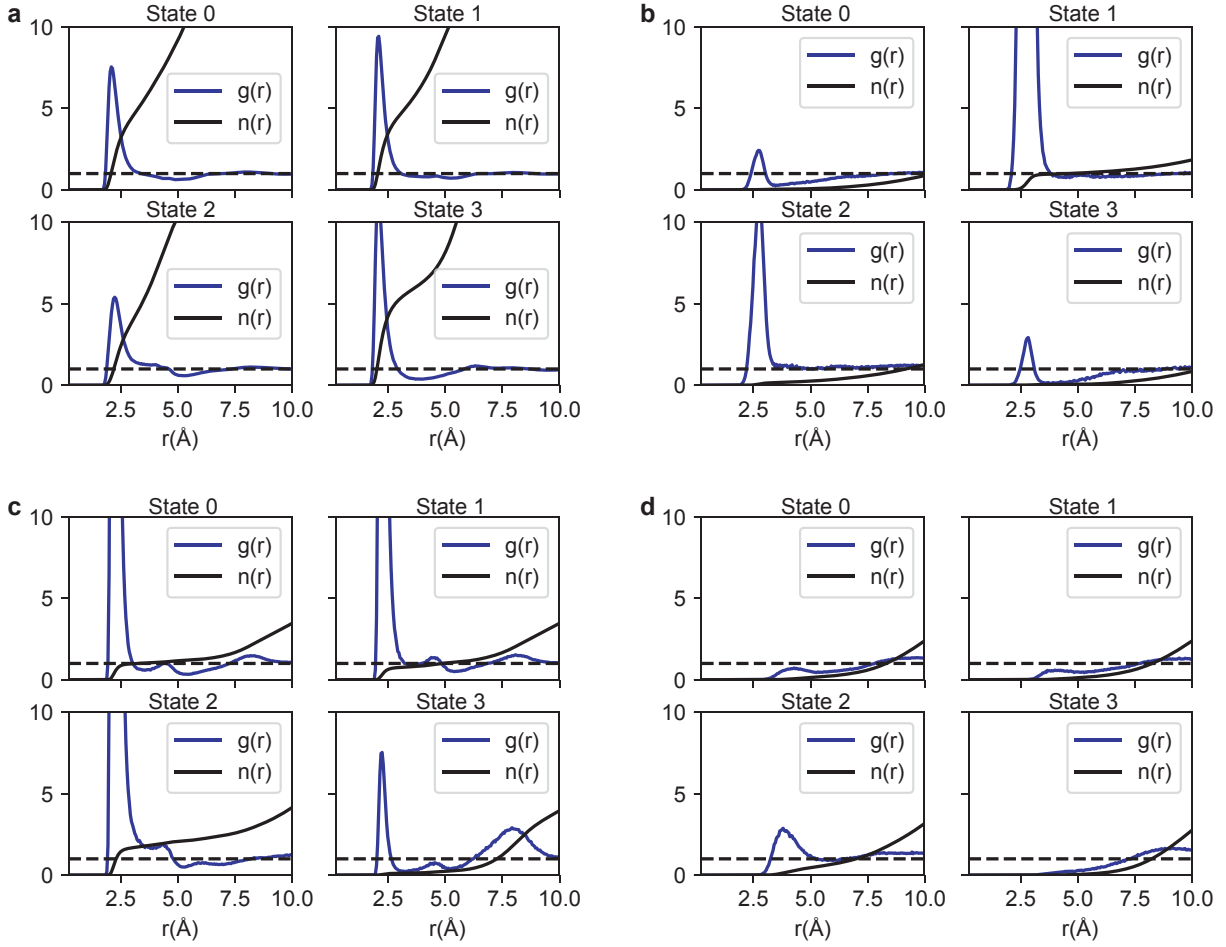 a
State 0
State 1
10
5
0
g(r)
n(r)
g(r)
n(r)
State 2
State 3
10
5
0
g(r)
n(r)
g(r)
n(r)
2.5 5.0 7.5 10.0
2.5 5.0 7.5 10.0
r(Å)
r(Å)
b
State 0
State 1
10
5
0
g(r)
n(r)
g(r)
n(r)
State 2
State 3
10
5
0
g(r)
n(r)
g(r)
n(r)
2.5 5.0 7.5 10.0
2.5 5.0 7.5 10.0
r(Å)
r(Å)
c
State 0
State 1
10
5
0
g(r)
n(r)
g(r)
n(r)
State 2
State 3
10
5
0
g(r)
n(r)
g(r)
n(r)
2.5 5.0 7.5 10.0
2.5 5.0 7.5 10.0
r(Å)
r(Å)
d
State 0
State 1
10
5
0
g(r)
n(r)
g(r)
n(r)
State 2
State 3
10
5
0
g(r)
n(r)
g(r)
n(r)
2.5 5.0 7.5 10.0
2.5 5.0 7.5 10.0
r(Å)
r(Å)